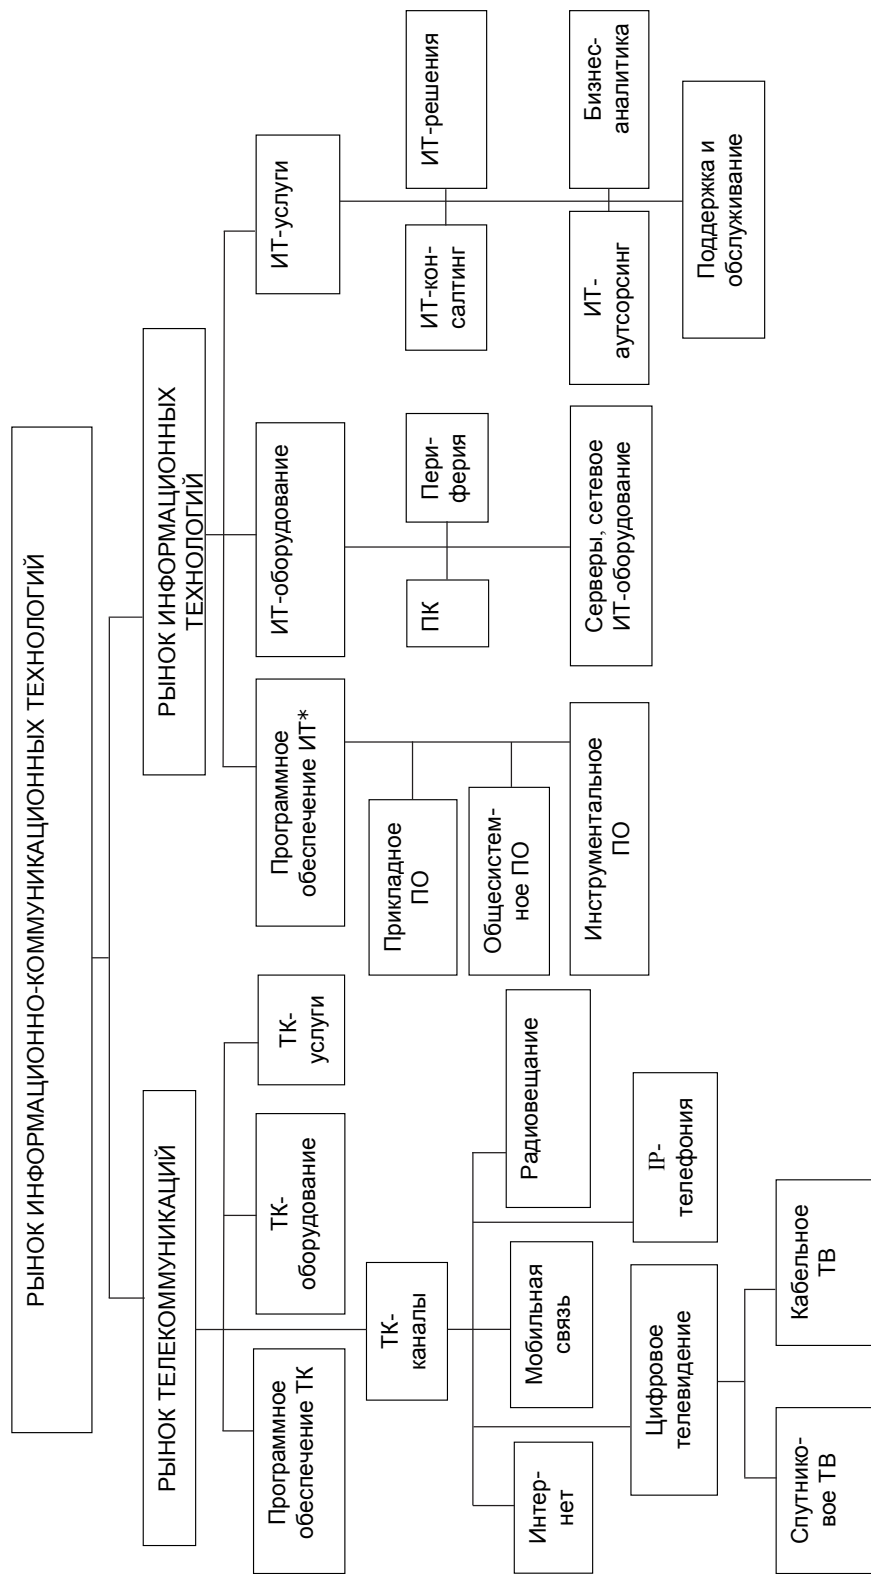 РЫНОК ИНФОРМАЦИОННО-КОММУНИКАЦИОННЫХ ТЕХНОЛОГИЙ
РЫНОК ТЕЛЕКОММУНИКАЦИЙ
РЫНОК ИНФОРМАЦИОННЫХ
ТЕХНОЛОГИЙ
Программное
обеспечение ТК
ТК-
оборудование
ТК-
услуги
Программное
обеспечение ИТ*
ИТ-оборудование
ИТ-услуги
ТК-
каналы
Прикладное
ПО
Общесистем-
ное ПО
Инструментальное
ПО
ПК
Пери-
ферия
Серверы, сетевое
ИТ-оборудование
ИТ-кон-
салтинг
ИТ-решения
ИТ-
аутсорсинг
Бизнес-
аналитика
Поддержка и
обслуживание
Интер-
нет
Мобильная
связь
Радиовещание
Цифровое
телевидение
IP-
телефония
Спутнико-
вое ТВ
Кабельное
ТВ